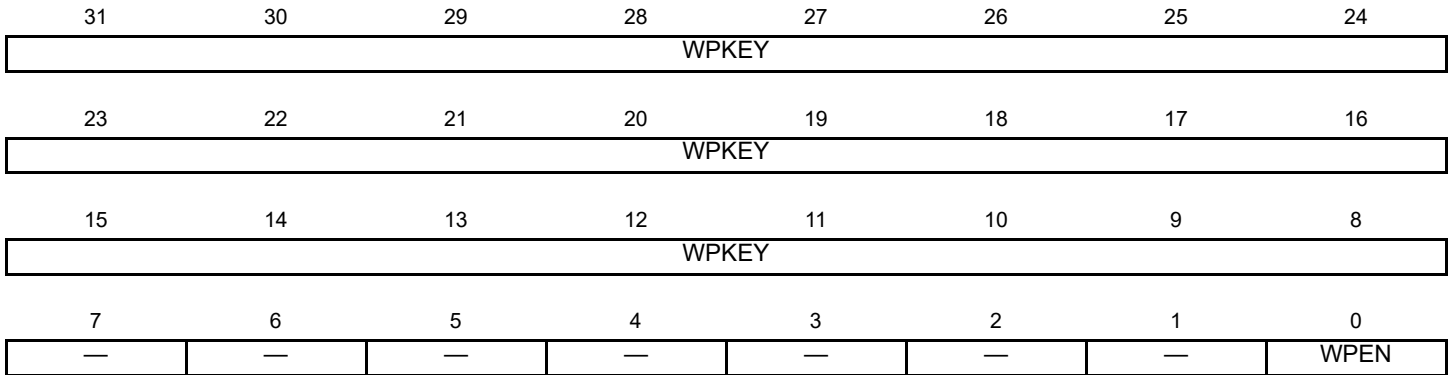 31 30 29 28 27 26 25 24
WPKEY
23 22 21 20 19 18 17 16
WPKEY
15 14 13 12 11 10 9 8
WPKEY
7 6 5 4 3 2 1 0
— — — — — — — WPEN